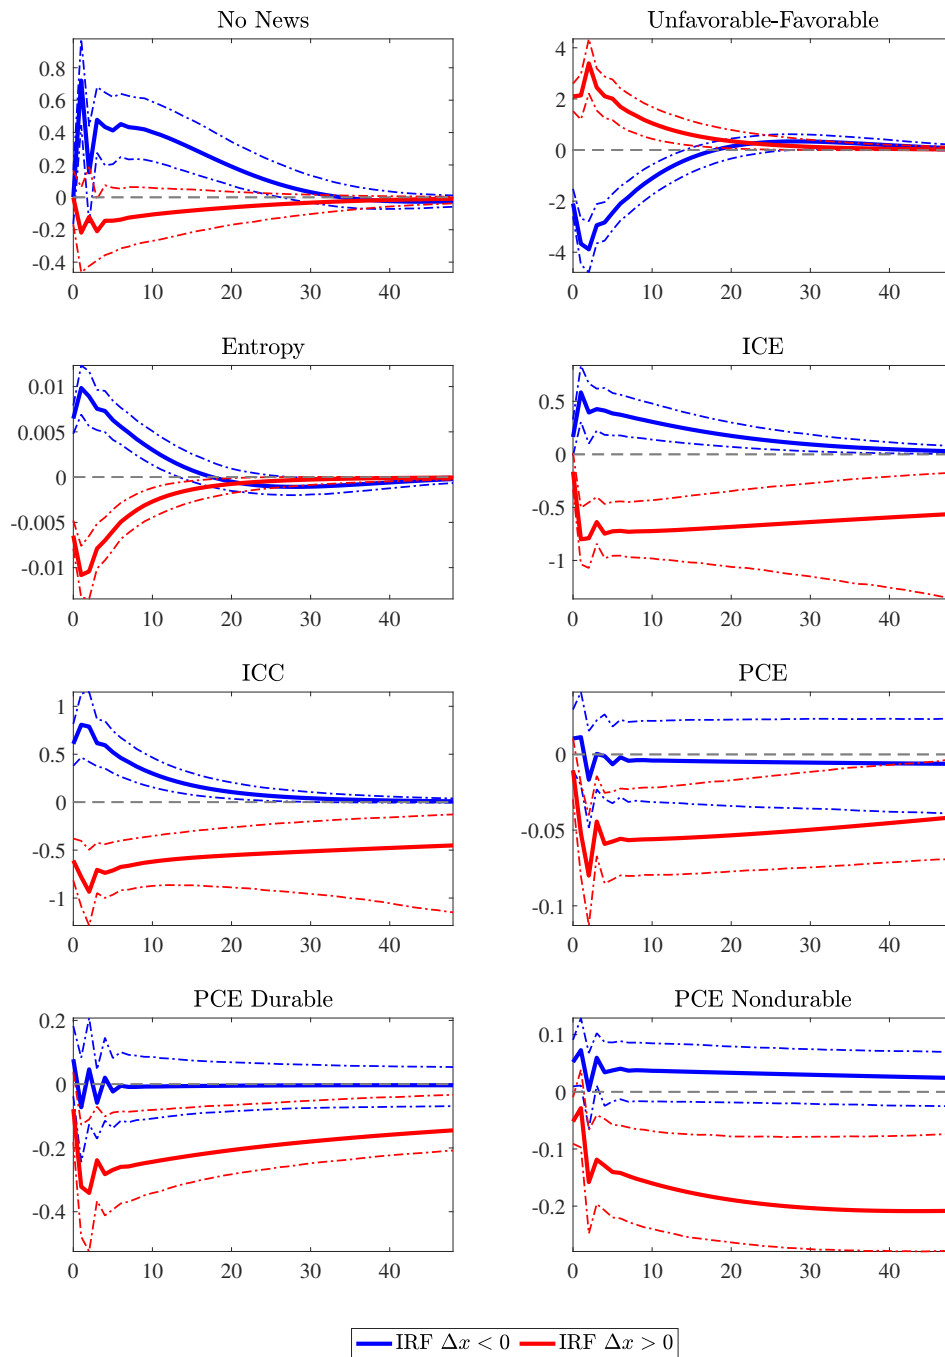 No News
0.8
0.6
0.4
0.2
0
-0.2
-0.4
0 10 20 30 40
Unfavorable-Favorable
4
2
0
-2
-4
0 10 20 30 40
Entropy
0.01
0.005
0
-0.005
-0.01
0 10 20 30 40
ICE
0.5
0
-0.5
-1
0 10 20 30 40
ICC
1
0.5
0
-0.5
-1
0 10 20 30 40
PCE
0
-0.05
-0.1
0 10 20 30 40
PCE Durable
0.2
0
-0.2
-0.4
0 10 20 30 40
PCE Nondurable
0.1
0
-0.1
-0.2
0 10 20 30 40
IRF Δx < 0 IRF Δx > 0